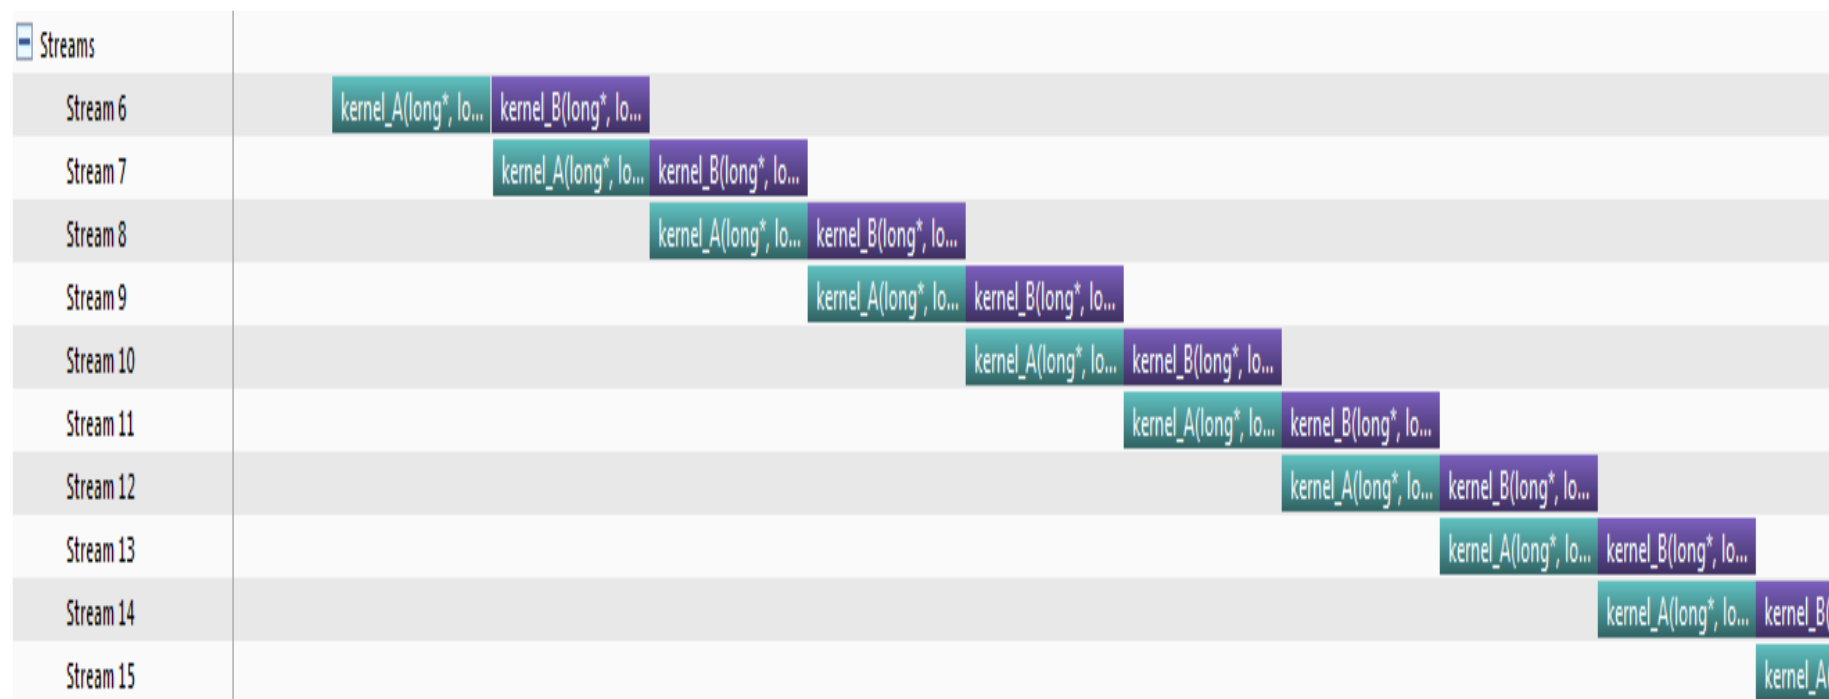 Streams
Stream 6 kernel_A(long*, lo... kernel_B(long*, lo...
Stream 7 kernel_A(long*, lo... kernel_B(long*, lo...
Stream 8 kernel_A(long*, lo... kernel_B(long*, lo...
Stream 9 kernel_A(long*, lo... kernel_B(long*, lo...
Stream 10 kernel_A(long*, lo... kernel_B(long*, lo...
Stream 11 kernel_A(long*, lo... kernel_B(long*, lo...
Stream 12 kernel_A(long*, lo... kernel_B(long*, lo...
Stream 13 kernel_A(long*, lo... kernel_B(long*, lo...
Stream 14 kernel_A(long*, lo... kernel_B(
Stream 15 kernel_A(